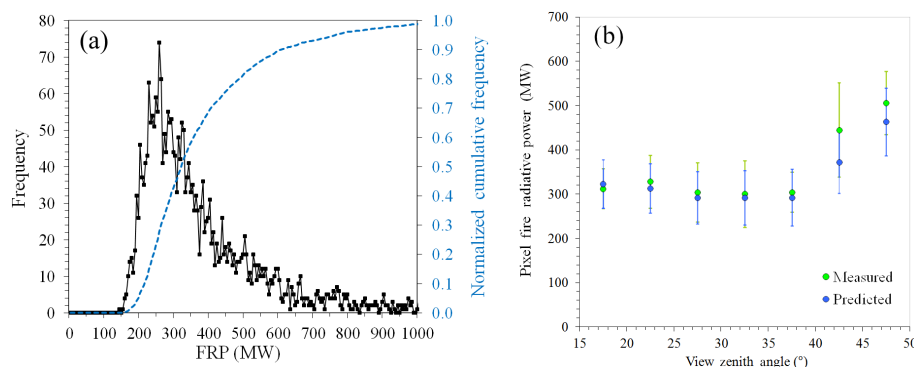 (a)
80
70
60
50
40
30
20
10
0
Frequency
1.0
0.9
0.8
0.7
0.6
0.5
0.4
0.3
0.2
0.1
0.0
Normalized cumulative frequency
0 100 200 300 400 500 600 700 800 900 1000
FRP (MW)
(b)
700
600
500
400
300
200
100
0
Pixel fire radiative power (MW)
Measured
Predicted
15 20 25 30 35 40 45 50
View zenith angle (°)